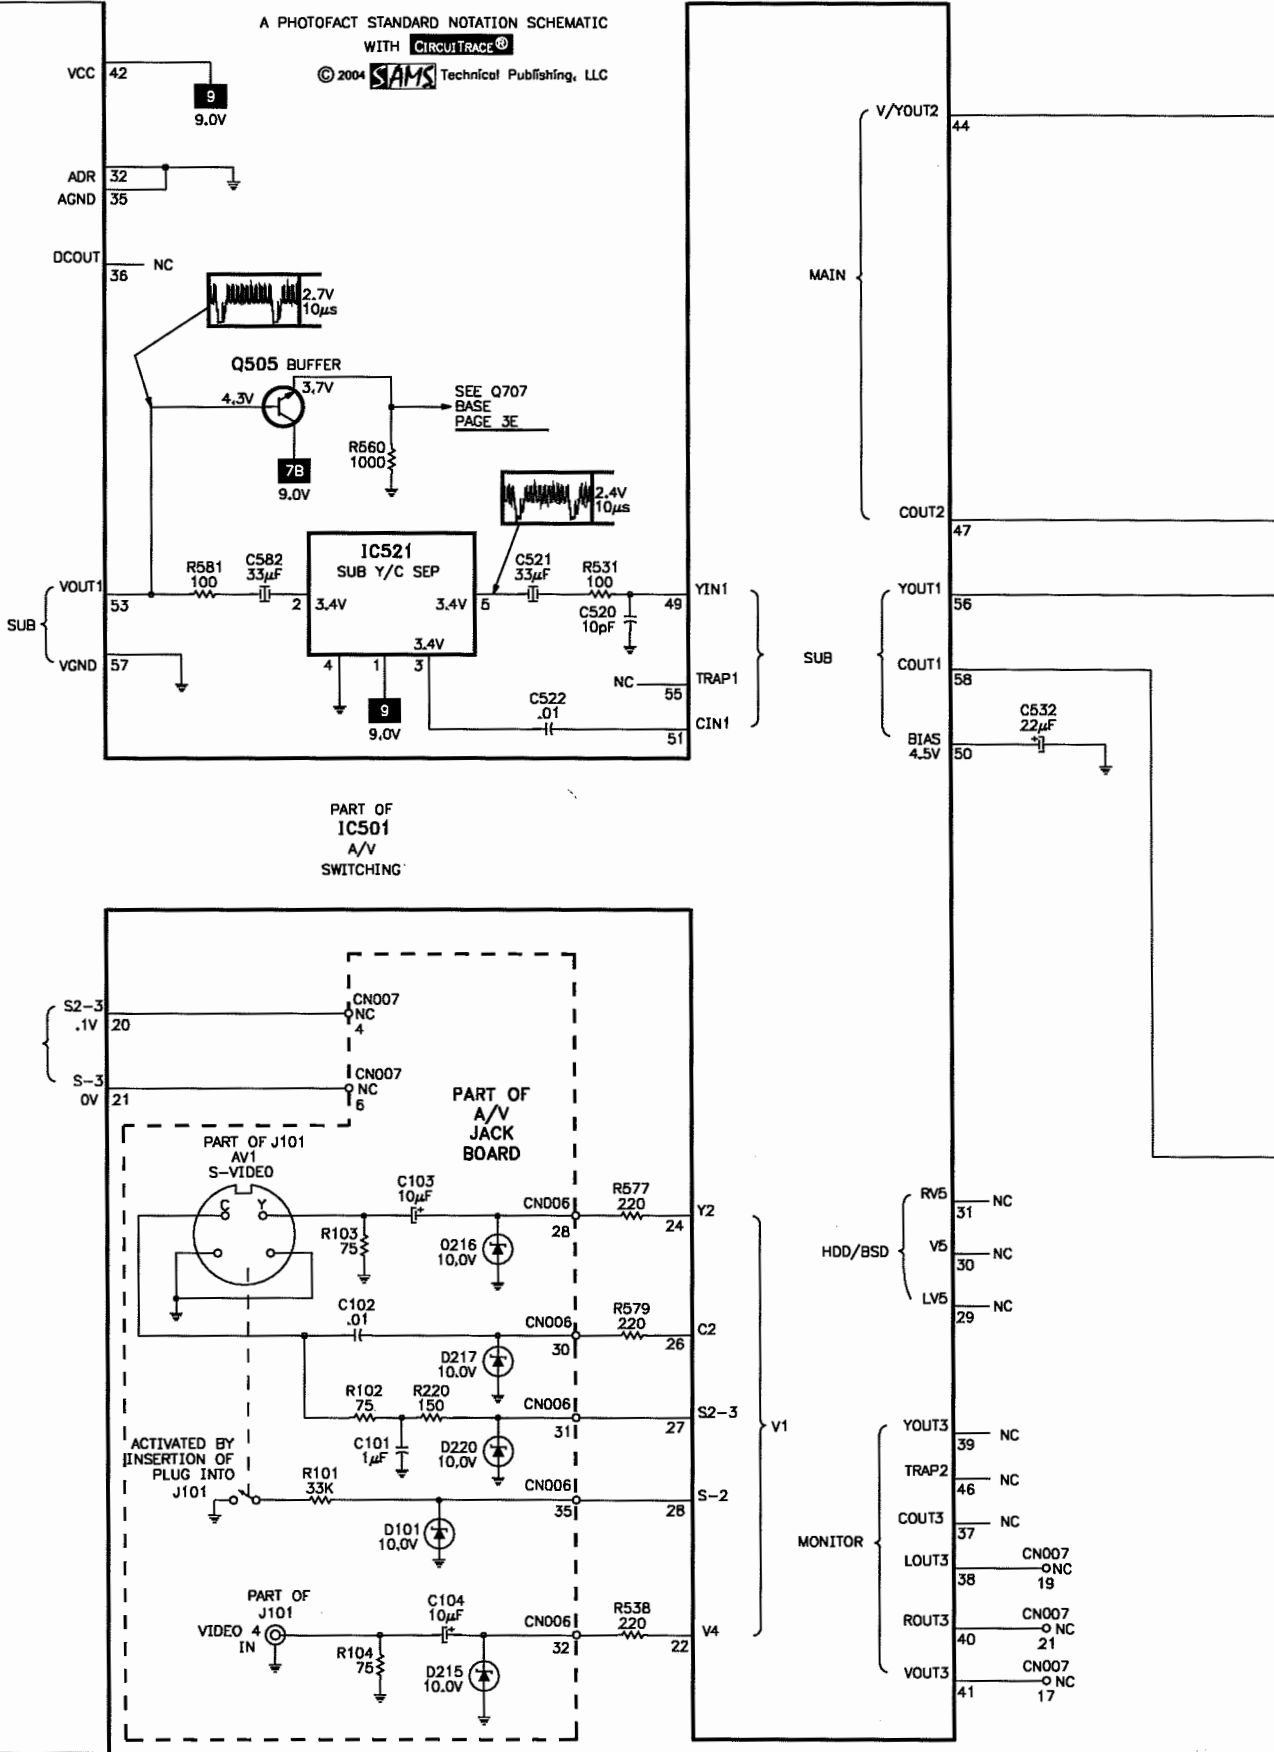 A PHOTOFACT STANDARD NOTATION SCHEMATIC
WITH CIRCUITRACE®
© 2004 SAMS Technical Publishing, LLC
VCC 42
9
9.0V
ADR 32
AGND 35
DCOUT 36 NC
2.7V
10µs
Q505 BUFFER
4.3V
3.7V
7B
9.0V
SEE Q707
BASE
PAGE 3E
R560
1000
2.4V
10µs
SUB
VOUT1 53
VGND 57
R581
100
C582
33µF
2
IC521
SUB Y/C SEP
3.4V
3.4V
3.4V
5
4
1
3
9
9.0V
C521
33µF
R531
100
C520
10pF
49 YIN1
NC 55 TRAP1
C522
.01
51 CIN1
SUB
PART OF
IC501
A/V
SWITCHING
V/YOUT2 44
MAIN
COUT2 47
YOUT1 56
COUT1 58
BIAS
4.5V 50
C532
22µF
+
S2-3
.1V 20
CN007
NC
4
S-3
0V 21
CN007
NC
6
PART OF
A/V
JACK
BOARD
PART OF J101
AV1
S-VIDEO
C Y
R103
75
C103
10µF
+
O216
10.0V
CN006
28
R577
220
24 Y2
C102
.01
D217
10.0V
CN006
30
R579
220
26 C2
R102
75
R220
150
C101
1µF
D220
10.0V
CN006
31
27 S2-3
ACTIVATED BY
INSERTION OF
PLUG INTO
J101
R101
33K
D101
10.0V
CN006
35
28 S-2
PART OF
J101
VIDEO 4
IN
R104
75
C104
10µF
+
D215
10.0V
CN006
32
R538
220
22 V4
V1
HDD/BSD
RV5 31 NC
V5 30 NC
LV5 29 NC
MONITOR
YOUT3 39 NC
TRAP2 46 NC
COUT3 37 NC
LOUT3 38
CN007
NC
19
ROUT3 40
CN007
NC
21
VOUT3 41
CN007
NC
17